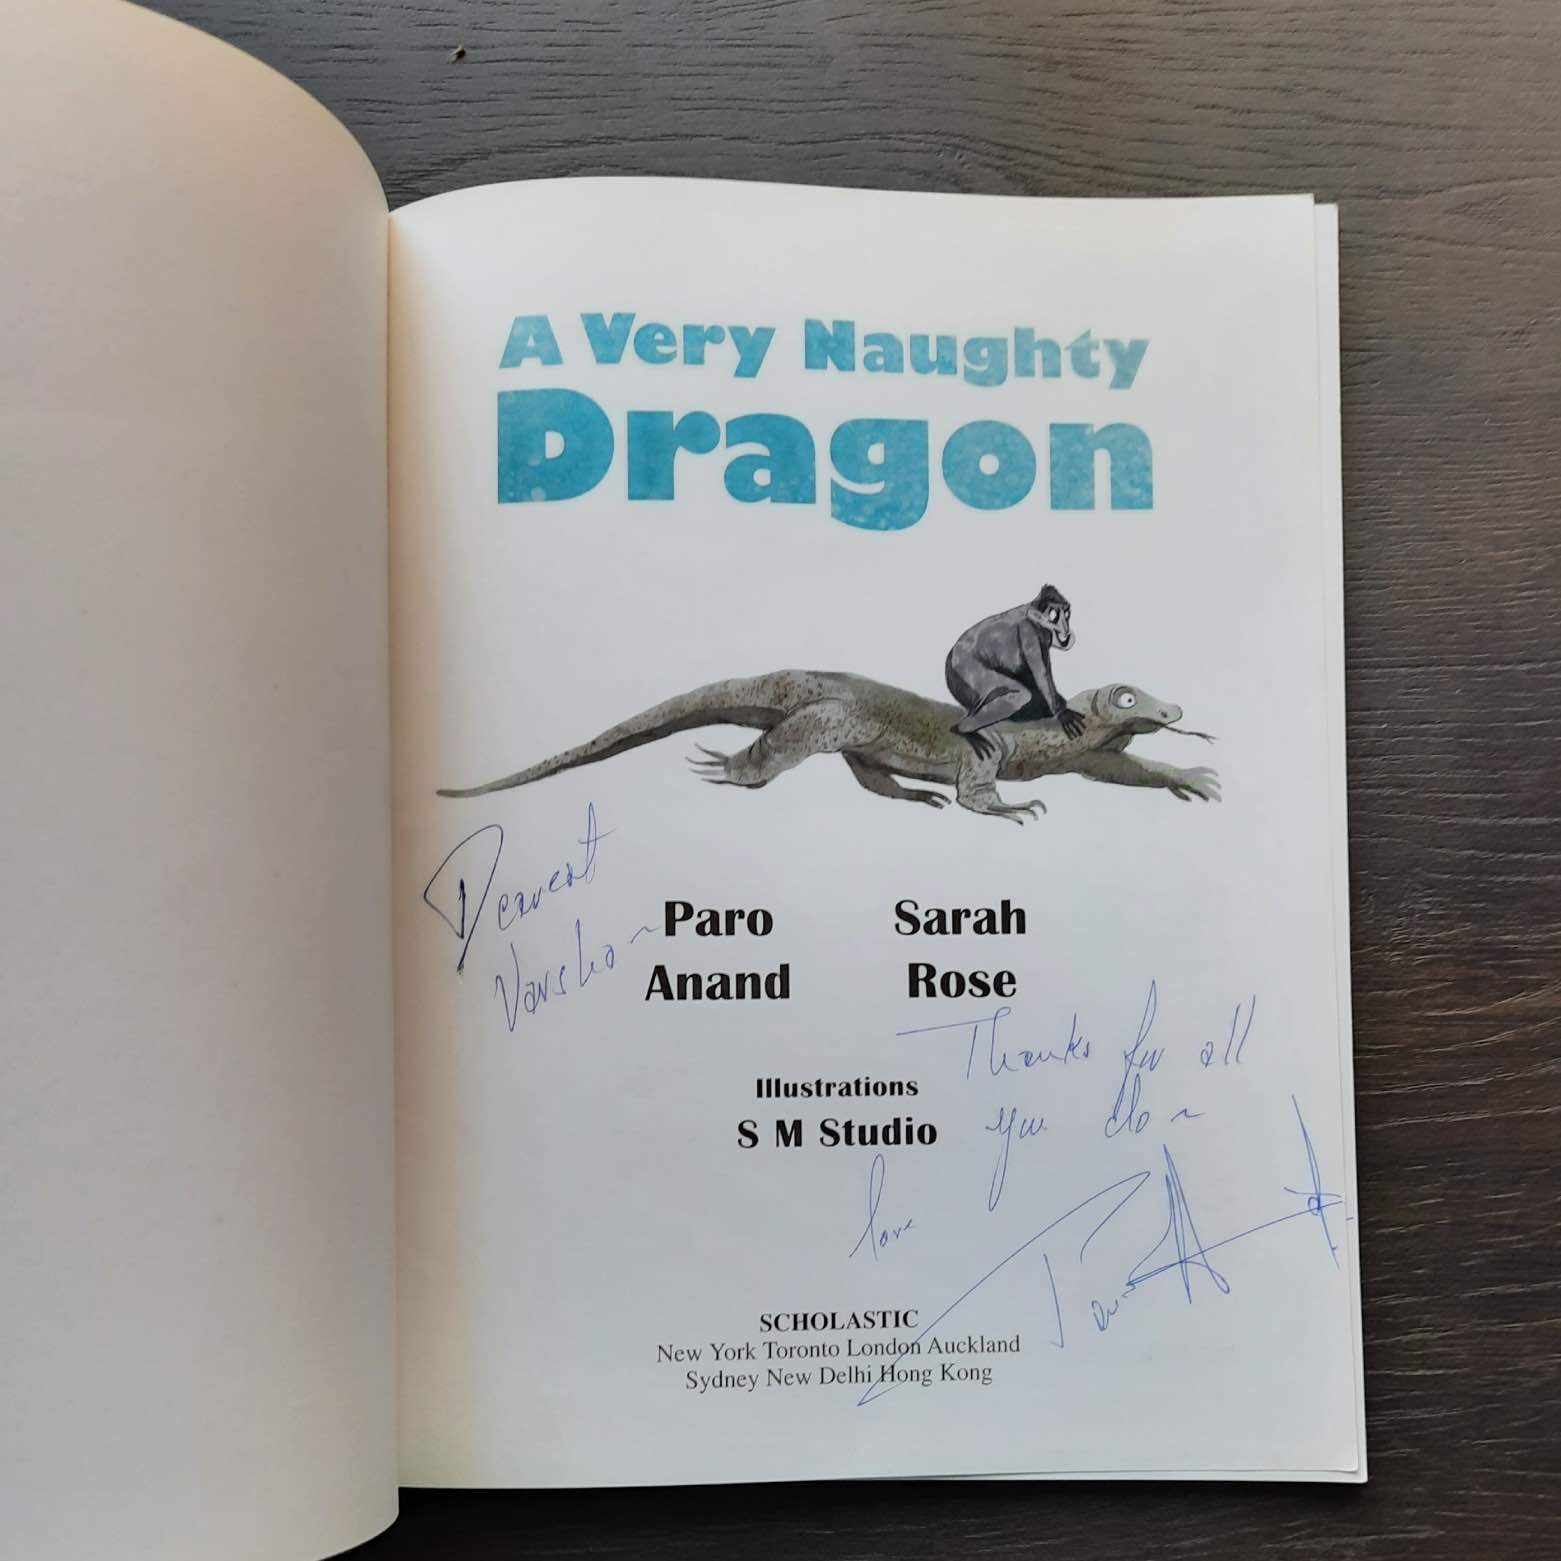 A Very Naughty
Dragon
Dearest
Varsha ~
Paro Anand
Sarah Rose
Illustrations
S M Studio
Thanks for all
you do ~
love
Paro
SCHOLASTIC
New York Toronto London Auckland
Sydney New Delhi Hong Kong